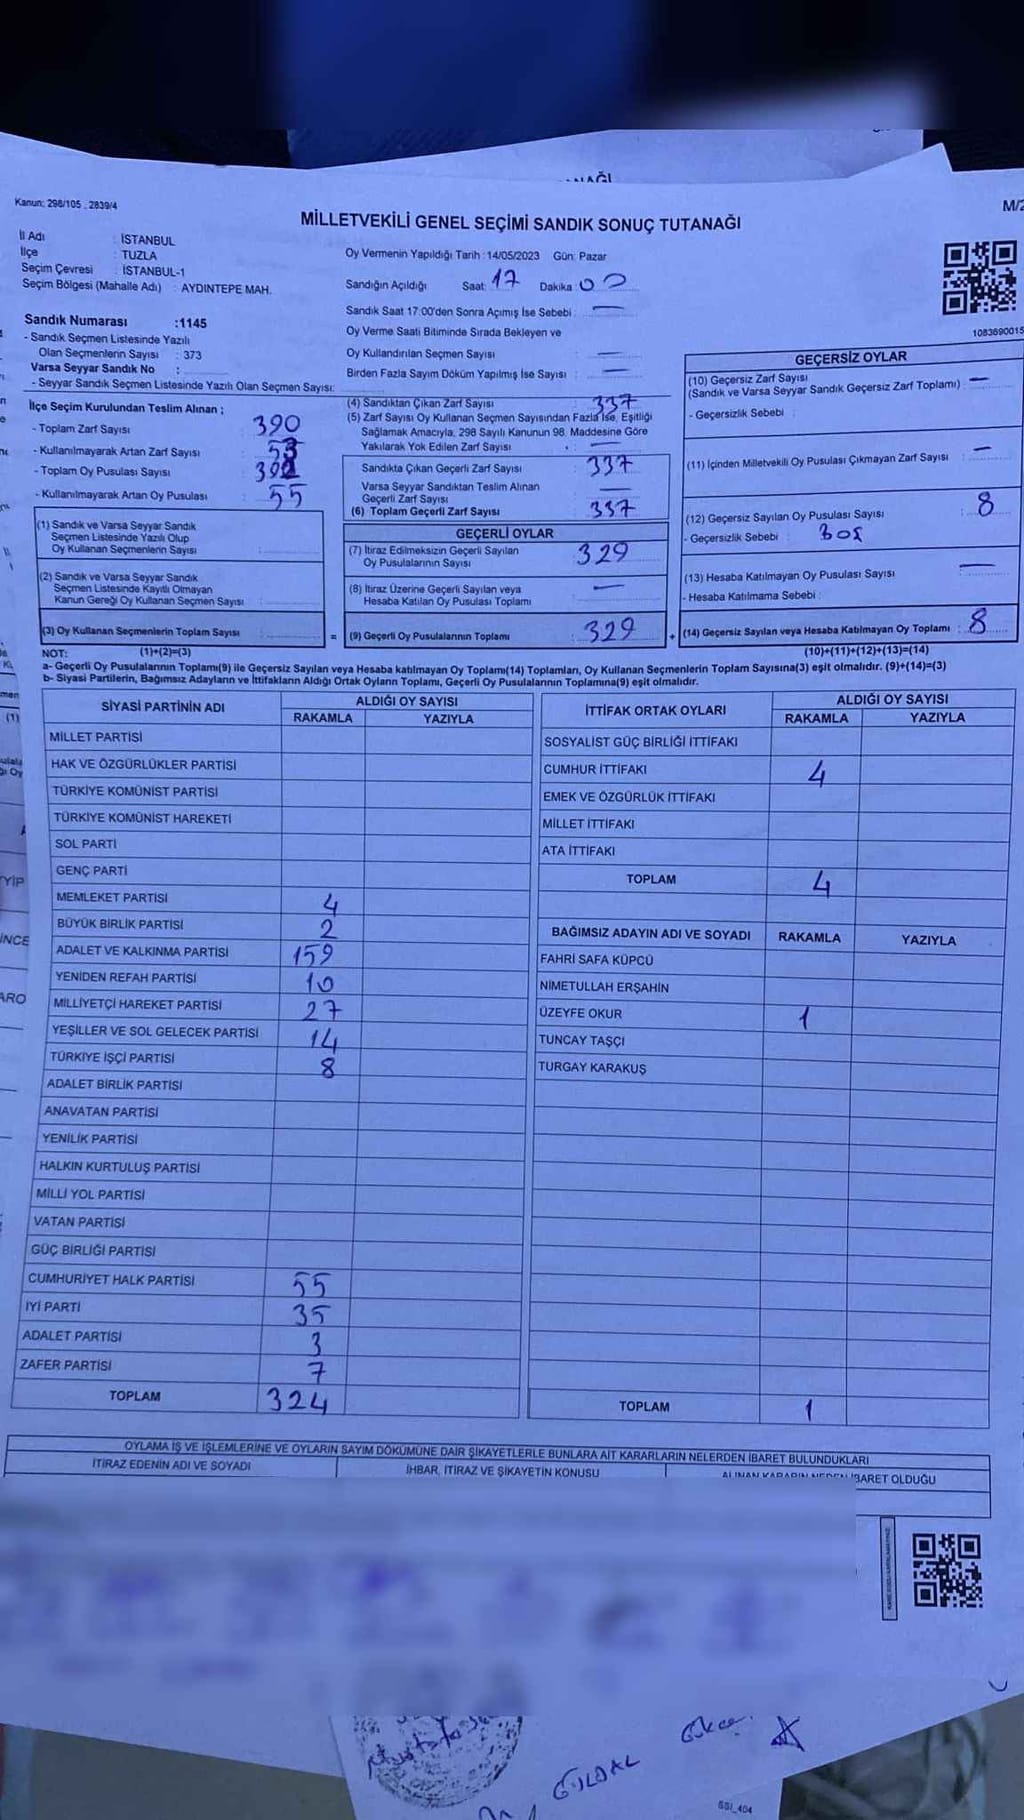 Kanun: 298/105 , 2839/4
M/2
MİLLETVEKİLİ GENEL SEÇİMİ SANDIK SONUÇ TUTANAĞI
İl Adı : İSTANBUL
İlçe : TUZLA
Seçim Çevresi : İSTANBUL-1
Seçim Bölgesi (Mahalle Adı) : AYDINTEPE MAH.
Sandık Numarası :1145
- Sandık Seçmen Listesinde Yazılı
Olan Seçmenlerin Sayısı : 373
Varsa Seyyar Sandık No :
- Seyyar Sandık Seçmen Listesinde Yazılı Olan Seçmen Sayısı:
İlçe Seçim Kurulundan Teslim Alınan ;
- Toplam Zarf Sayısı : 390
- Kullanılmayarak Artan Zarf Sayısı : 53
- Toplam Oy Pusulası Sayısı : 392
- Kullanılmayarak Artan Oy Pusulası : 55
(1) Sandık ve Varsa Seyyar Sandık
Seçmen Listesinde Yazılı Olup
Oy Kullanan Seçmenlerin Sayısı
(2) Sandık ve Varsa Seyyar Sandık
Seçmen Listesinde Kayıtlı Olmayan
Kanun Gereği Oy Kullanan Seçmen Sayısı :
(3) Oy Kullanan Seçmenlerin Toplam Sayısı
Oy Vermenin Yapıldığı Tarih : 14/05/2023 Gün: Pazar
Sandığın Açıldığı Saat: 17 Dakika : 00
Sandık Saat 17:00'den Sonra Açımış İse Sebebi : —
Oy Verme Saati Bitiminde Sırada Bekleyen ve
Oy Kullandırılan Seçmen Sayısı : —
Birden Fazla Sayım Döküm Yapılmış İse Sayısı : —
(4) Sandıktan Çıkan Zarf Sayısı : 337
(5) Zarf Sayısı Oy Kullanan Seçmen Sayısından Fazla İse, Eşitliği
Sağlamak Amacıyla, 298 Sayılı Kanunun 98. Maddesine Göre
Yakılarak Yok Edilen Zarf Sayısı : —
Sandıkta Çıkan Geçerli Zarf Sayısı : 337
Varsa Seyyar Sandıktan Teslim Alınan
Geçerli Zarf Sayısı : —
(6) Toplam Geçerli Zarf Sayısı : 337
GEÇERLİ OYLAR
(7) İtiraz Edilmeksizin Geçerli Sayılan
Oy Pusulalarının Sayısı : 329
(8) İtiraz Üzerine Geçerli Sayılan veya
Hesaba Katılan Oy Pusulası Toplamı : —
= (9) Geçerli Oy Pusulalarının Toplamı : 329
1083690015
GEÇERSİZ OYLAR
(10) Geçersiz Zarf Sayısı
(Sandık ve Varsa Seyyar Sandık Geçersiz Zarf Toplamı) : —
- Geçersizlik Sebebi :
(11) İçinden Milletvekili Oy Pusulası Çıkmayan Zarf Sayısı : —
(12) Geçersiz Sayılan Oy Pusulası Sayısı : 8
- Geçersizlik Sebebi : BOŞ
(13) Hesaba Katılmayan Oy Pusulası Sayısı : —
- Hesaba Katılmama Sebebi :
+ (14) Geçersiz Sayılan veya Hesaba Katılmayan Oy Toplamı : 8
NOT: (1)+(2)=(3) (10)+(11)+(12)+(13)=(14)
a- Geçerli Oy Pusulalarının Toplamı(9) ile Geçersiz Sayılan veya Hesaba katılmayan Oy Toplamı(14) Toplamları, Oy Kullanan Seçmenlerin Toplam Sayısına(3) eşit olmalıdır. (9)+(14)=(3)
b- Siyasi Partilerin, Bağımsız Adayların ve İttifakların Aldığı Ortak Oyların Toplamı, Geçerli Oy Pusulalarının Toplamına(9) eşit olmalıdır.
SİYASİ PARTİNİN ADI ALDIĞI OY SAYISI
RAKAMLA YAZIYLA
MİLLET PARTİSİ
HAK VE ÖZGÜRLÜKLER PARTİSİ
TÜRKİYE KOMÜNİST PARTİSİ
TÜRKİYE KOMÜNİST HAREKETİ
SOL PARTİ
GENÇ PARTİ
MEMLEKET PARTİSİ 4
BÜYÜK BİRLİK PARTİSİ 2
ADALET VE KALKINMA PARTİSİ 159
YENİDEN REFAH PARTİSİ 10
MİLLİYETÇİ HAREKET PARTİSİ 27
YEŞİLLER VE SOL GELECEK PARTİSİ 14
TÜRKİYE İŞÇİ PARTİSİ 8
ADALET BİRLİK PARTİSİ
ANAVATAN PARTİSİ
YENİLİK PARTİSİ
HALKIN KURTULUŞ PARTİSİ
MİLLİ YOL PARTİSİ
VATAN PARTİSİ
GÜÇ BİRLİĞİ PARTİSİ
CUMHURİYET HALK PARTİSİ 55
İYİ PARTİ 35
ADALET PARTİSİ 3
ZAFER PARTİSİ 7
TOPLAM 324
İTTİFAK ORTAK OYLARI ALDIĞI OY SAYISI
RAKAMLA YAZIYLA
SOSYALİST GÜÇ BİRLİĞİ İTTİFAKI
CUMHUR İTTİFAKI 4
EMEK VE ÖZGÜRLÜK İTTİFAKI
MİLLET İTTİFAKI
ATA İTTİFAKI
TOPLAM 4
BAĞIMSIZ ADAYIN ADI VE SOYADI RAKAMLA YAZIYLA
FAHRİ SAFA KÜPCÜ
NİMETULLAH ERŞAHİN
ÜZEYFE OKUR 1
TUNCAY TAŞÇI
TURGAY KARAKUŞ
TOPLAM 1
OYLAMA İŞ VE İŞLEMLERİNE VE OYLARIN SAYIM DÖKÜMÜNE DAİR ŞİKAYETLERLE BUNLARA AİT KARARLARIN NELERDEN İBARET BULUNDUKLARI
İTİRAZ EDENİN ADI VE SOYADI İHBAR, İTİRAZ VE ŞİKAYETİN KONUSU ALINAN KARARIN NEDEN İBARET OLDUĞU
GÜLDAL
Gökçe